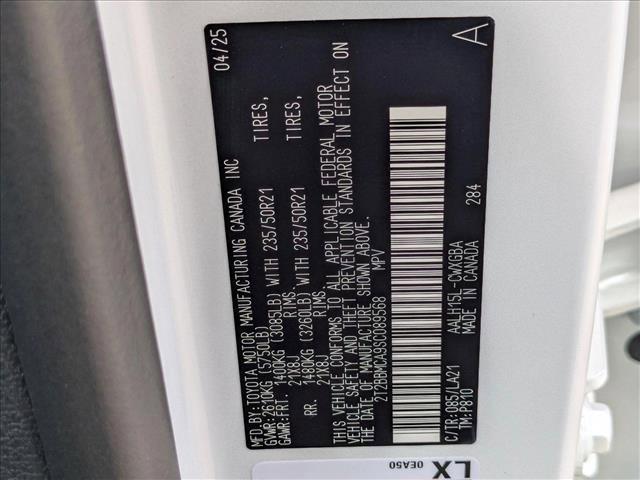 MFD. BY:TOYOTA MOTOR MANUFACTURING CANADA INC 04/25
GVWR:2610KG (5750LB)
GAWR:FRT. 1400KG (3085LB) WITH 235/50R21 TIRES,
21X8J RIMS.
RR. 1480KG (3260LB) WITH 235/50R21 TIRES,
21X8J RIMS.
THIS VEHICLE CONFORMS TO ALL APPLICABLE FEDERAL MOTOR
VEHICLE SAFETY AND THEFT PREVENTION STANDARDS IN EFFECT ON
THE DATE OF MANUFACTURE SHOWN ABOVE.
2T2BBMCA9SC089568 MPV
C/TR:085/LA21 AALH15L-CWXGBA
TM:P810 MADE IN CANADA 284
A
LX
0EA50